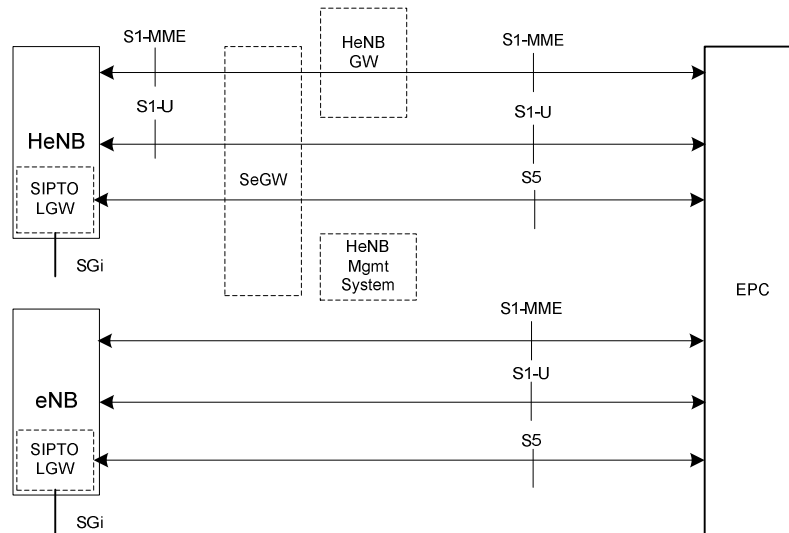 S1-MME
HeNB
GW
S1-MME
S1-U
S1-U
HeNB
SeGW
S5
SIPTO
LGW
SGi
HeNB
Mgmt
System
EPC
S1-MME
S1-U
eNB
S5
SIPTO
LGW
SGi